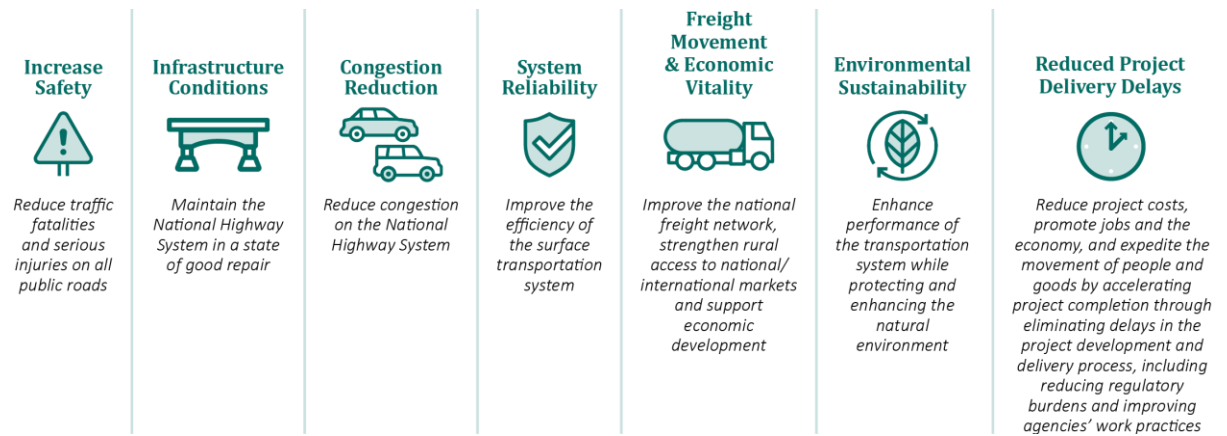 Increase
Safety
Reduce traffic
fatalities
and serious
injuries on all
public roads
Infrastructure
Conditions
Maintain the
National Highway
System in a state
of good repair
Congestion
Reduction
Reduce congestion
on the National
Highway System
System
Reliability
Improve the
efficiency of
the surface
transportation
system
Freight
Movement
& Economic
Vitality
Improve the national
freight network,
strengthen rural
access to national/
international markets
and support
economic
development
Environmental
Sustainability
Enhance
performance of
the transportation
system while
protecting and
enhancing the
natural
environment
Reduced Project
Delivery Delays
Reduce project costs,
promote jobs and the
economy, and expedite the
movement of people and
goods by accelerating
project completion through
eliminating delays in the
project development and
delivery process, including
reducing regulatory
burdens and improving
agencies’ work practices